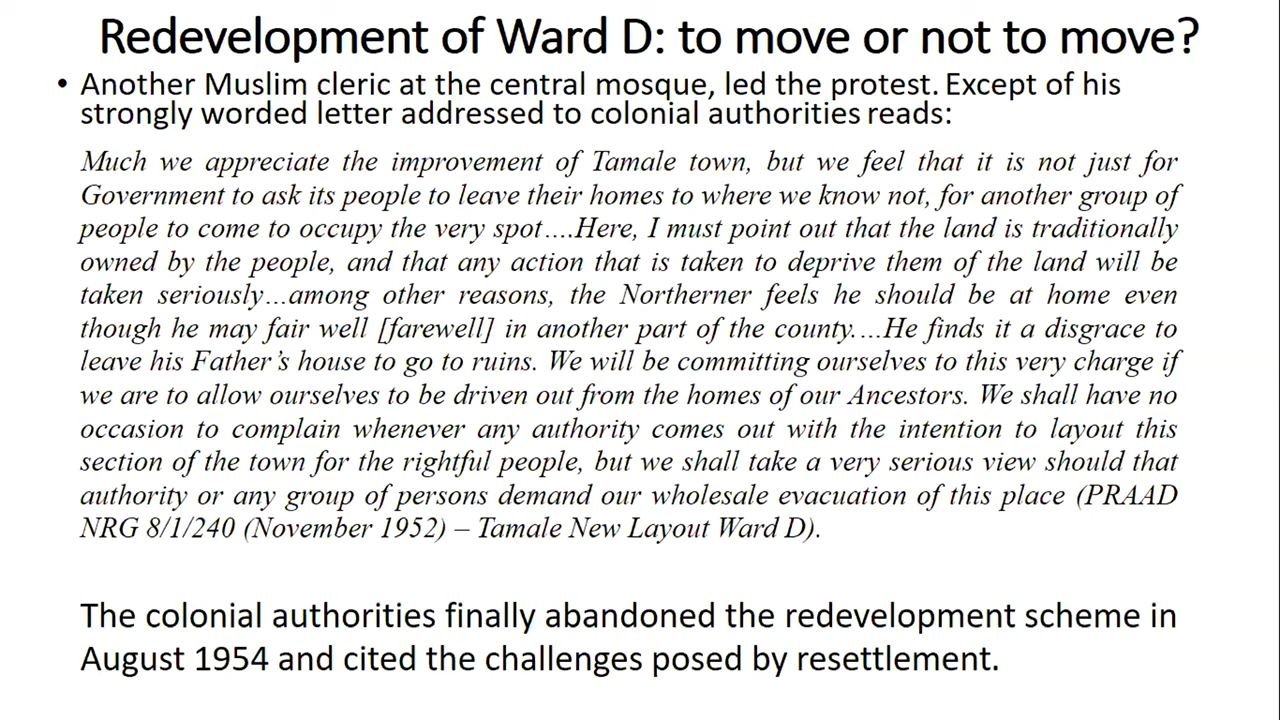 Redevelopment of Ward D: to move or not to move?
• Another Muslim cleric at the central mosque, led the protest. Except of his
strongly worded letter addressed to colonial authorities reads:
Much we appreciate the improvement of Tamale town, but we feel that it is not just for
Government to ask its people to leave their homes to where we know not, for another group of
people to come to occupy the very spot….Here, I must point out that the land is traditionally
owned by the people, and that any action that is taken to deprive them of the land will be
taken seriously…among other reasons, the Northerner feels he should be at home even
though he may fair well [farewell] in another part of the county….He finds it a disgrace to
leave his Father’s house to go to ruins. We will be committing ourselves to this very charge if
we are to allow ourselves to be driven out from the homes of our Ancestors. We shall have no
occasion to complain whenever any authority comes out with the intention to layout this
section of the town for the rightful people, but we shall take a very serious view should that
authority or any group of persons demand our wholesale evacuation of this place (PRAAD
NRG 8/1/240 (November 1952) – Tamale New Layout Ward D).
The colonial authorities finally abandoned the redevelopment scheme in
August 1954 and cited the challenges posed by resettlement.